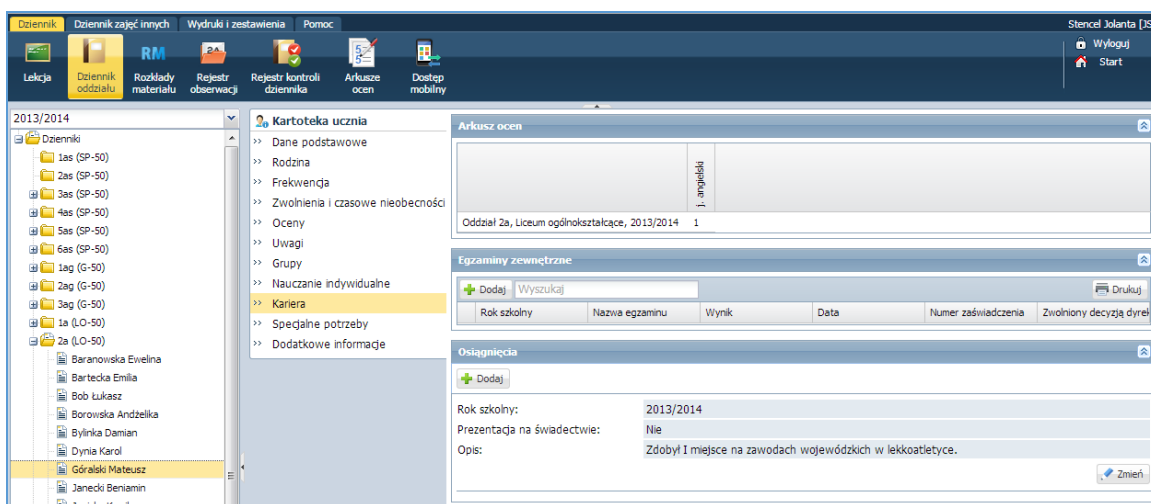 Dziennik Dziennik zajęć innych Wydruki i zestawienia Pomoc Stencel Jolanta [JS
Wyloguj
Start
RM
Lekcja Dziennik oddziału Rozkłady materiału Rejestr obserwacji Rejestr kontroli dziennika Arkusze ocen Dostęp mobilny
2013/2014
Dzienniki
1as (SP-50)
2as (SP-50)
3as (SP-50)
4as (SP-50)
5as (SP-50)
6as (SP-50)
1ag (G-50)
2ag (G-50)
3ag (G-50)
1a (LO-50)
2a (LO-50)
Baranowska Ewelina
Bartecka Emilia
Bob Łukasz
Borowska Andżelika
Bylinka Damian
Dynia Karol
Góralski Mateusz
Janecki Beniamin
Kartoteka ucznia
Dane podstawowe
Rodzina
Frekwencja
Zwolnienia i czasowe nieobecności
Oceny
Uwagi
Grupy
Nauczanie indywidualne
Kariera
Specjalne potrzeby
Dodatkowe informacje
Arkusz ocen
j. angielski
Oddział 2a, Liceum ogólnokształcące, 2013/2014 1
Egzaminy zewnętrzne
Dodaj Wyszukaj Drukuj
Rok szkolny Nazwa egzaminu Wynik Data Numer zaświadczenia Zwolniony decyzją dyrek
Osiągnięcia
Dodaj
Rok szkolny: 2013/2014
Prezentacja na świadectwie: Nie
Opis: Zdobył I miejsce na zawodach wojewódzkich w lekkoatletyce.
Zmień